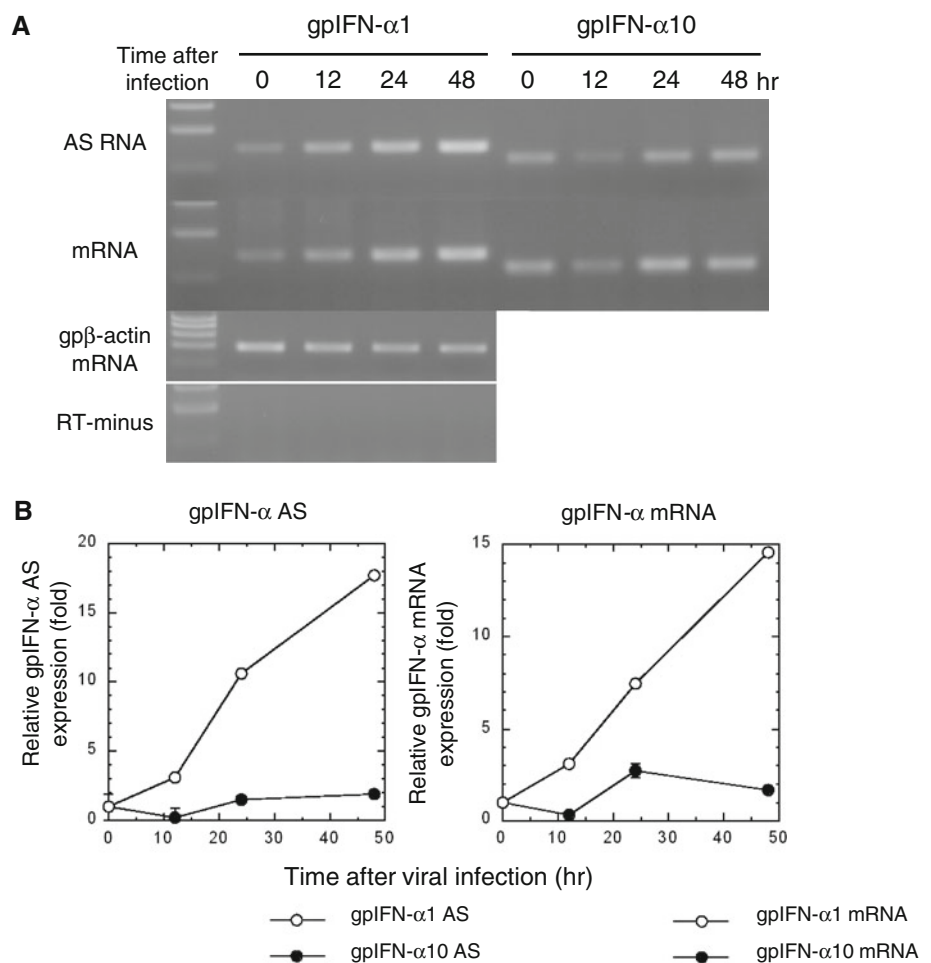 A
gpIFN-α1
gpIFN-α10
Time after
infection
0 12 24 48 0 12 24 48 hr
AS RNA
mRNA
gpβ-actin
mRNA
RT-minus
B
gpIFN-α AS
gpIFN-α mRNA
Relative gpIFN-α AS
expression (fold)
20
15
10
5
0
0 10 20 30 40 50
Relative gpIFN-α mRNA
expression (fold)
15
10
5
0
0 10 20 30 40 50
Time after viral infection (hr)
gpIFN-α1 AS
gpIFN-α10 AS
gpIFN-α1 mRNA
gpIFN-α10 mRNA